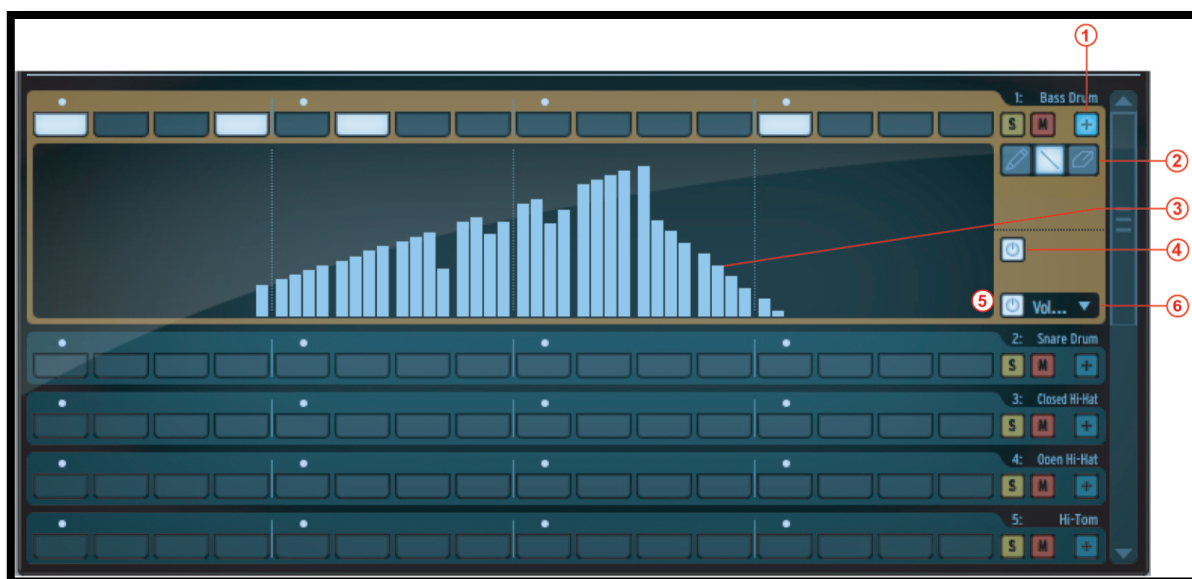 1
1: Bass Drum
S M +
2
3
4
5 Vol... 6
2: Snare Drum
S M +
3: Closed Hi-Hat
S M +
4: Open Hi-Hat
S M +
5: Hi-Tom
S M +